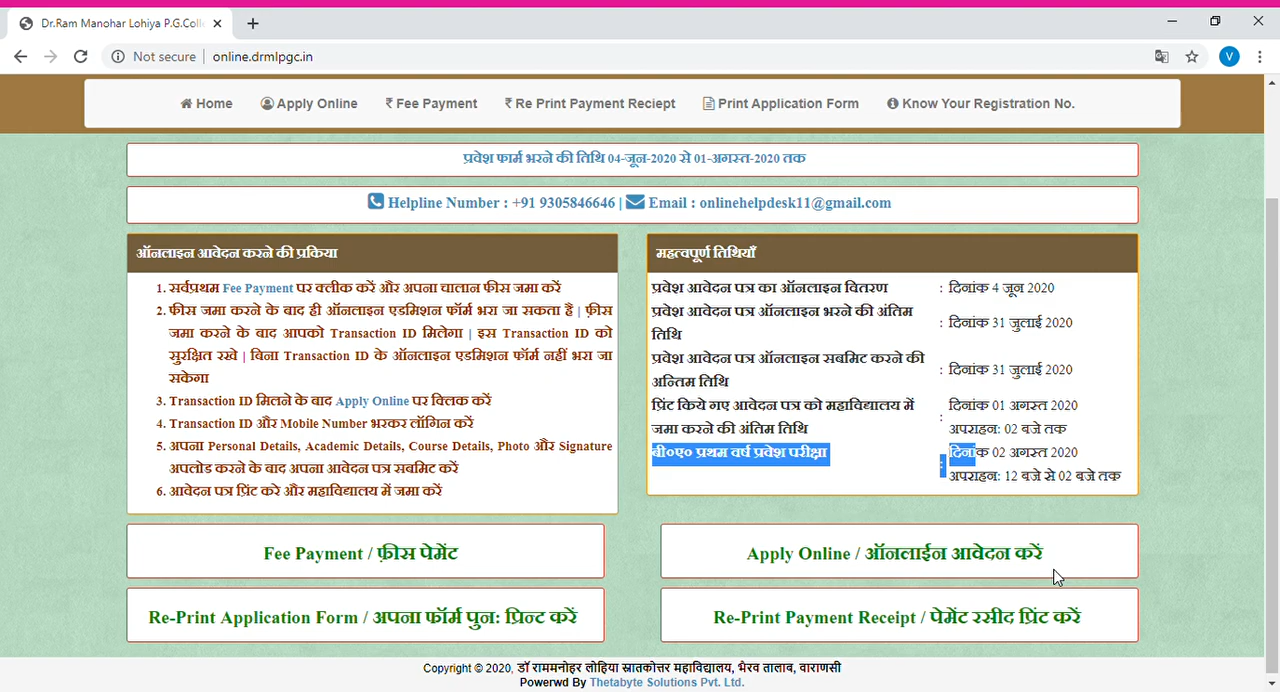 Dr.Ram Manohar Lohiya P.G.Coll
Not secure | online.drmlpgc.in
V
Home Apply Online ₹ Fee Payment ₹ Re Print Payment Reciept Print Application Form Know Your Registration No.
प्रवेश फार्म भरने की तिथि 04-जून-2020 से 01-अगस्त-2020 तक
Helpline Number : +91 9305846646 | Email : onlinehelpdesk11@gmail.com
ऑनलाइन आवेदन करने की प्रकिया
1. सर्वप्रथम Fee Payment पर क्लीक करें और अपना चालान फीस जमा करें
2. फीस जमा करने के बाद ही ऑनलाइन एडमिशन फॉर्म भरा जा सकता हैं | फ़ीस
जमा करने के बाद आपको Transaction ID मिलेगा | इस Transaction ID को
सुरक्षित रखे | बिना Transaction ID के ऑनलाइन एडमिशन फॉर्म नहीं भरा जा
सकेगा
3. Transaction ID मिलने के बाद Apply Online पर क्लिक करें
4. Transaction ID और Mobile Number भरकर लॉगिन करें
5. अपना Personal Details, Academic Details, Course Details, Photo और Signature
अपलोड करने के बाद अपना आवेदन पत्र सबमिट करें
6. आवेदन पत्र प्रिंट करे और महाविद्यालय में जमा करें
महत्वपूर्ण तिथियाँ
प्रवेश आवेदन पत्र का ऑनलाइन वितरण : दिनांक 4 जून 2020
प्रवेश आवेदन पत्र ऑनलाइन भरने की अंतिम
तिथि : दिनांक 31 जुलाई 2020
प्रवेश आवेदन पत्र ऑनलाइन सबमिट करने की
अन्तिम तिथि : दिनांक 31 जुलाई 2020
प्रिंट किये गए आवेदन पत्र को महाविद्यालय में : दिनांक 01 अगस्त 2020
जमा करने की अंतिम तिथि अपराहन: 02 बजे तक
बी०ए० प्रथम वर्ष प्रवेश परीक्षा : दिनांक 02 अगस्त 2020
अपराहन: 12 बजे से 02 बजे तक
Fee Payment / फ़ीस पेमेंट
Apply Online / ऑनलाईन आवेदन करें
Re-Print Application Form / अपना फॉर्म पुन: प्रिन्ट करें
Re-Print Payment Receipt / पेमेंट रसीद प्रिंट करें
Copyright © 2020, डॉ राममनोहर लोहिया स्नातकोत्तर महाविद्यालय, भैरव तालाब, वाराणसी
Powerwd By Thetabyte Solutions Pvt. Ltd.